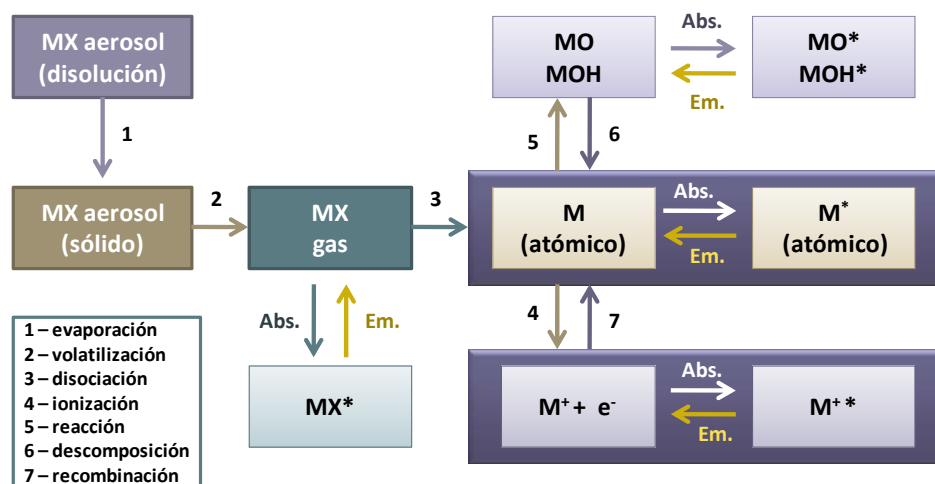 MX aerosol
(disolución)
MO
MOH
Abs.
Em.
MO*
MOH*
1
5
6
MX aerosol
(sólido)
2
MX
gas
3
M
(atómico)
Abs.
Em.
M*
(atómico)
Abs.
Em.
4
7
1 – evaporación
2 – volatilización
3 – disociación
4 – ionización
5 – reacción
6 – descomposición
7 – recombinación
MX*
M⁺ + e⁻
Abs.
Em.
M⁺ *